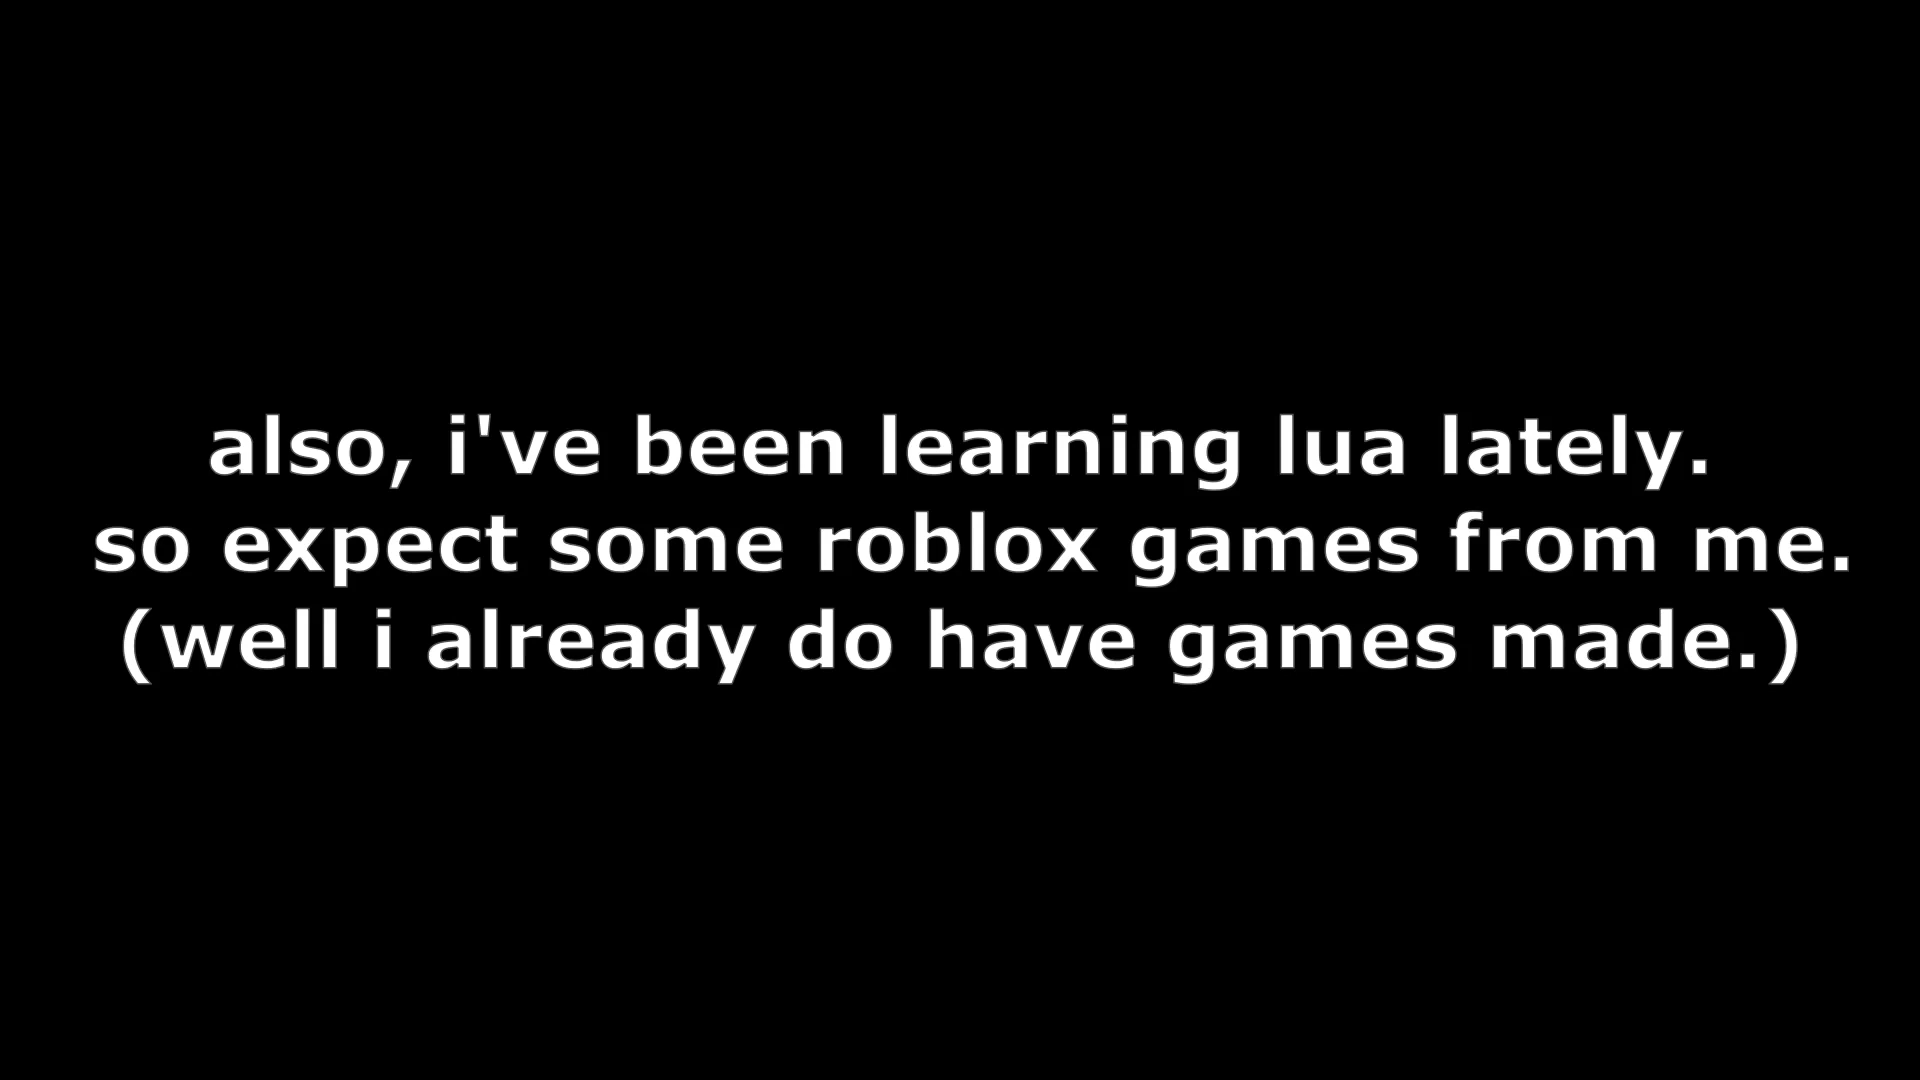 also, i've been learning lua lately.
so expect some roblox games from me.
(well i already do have games made.)